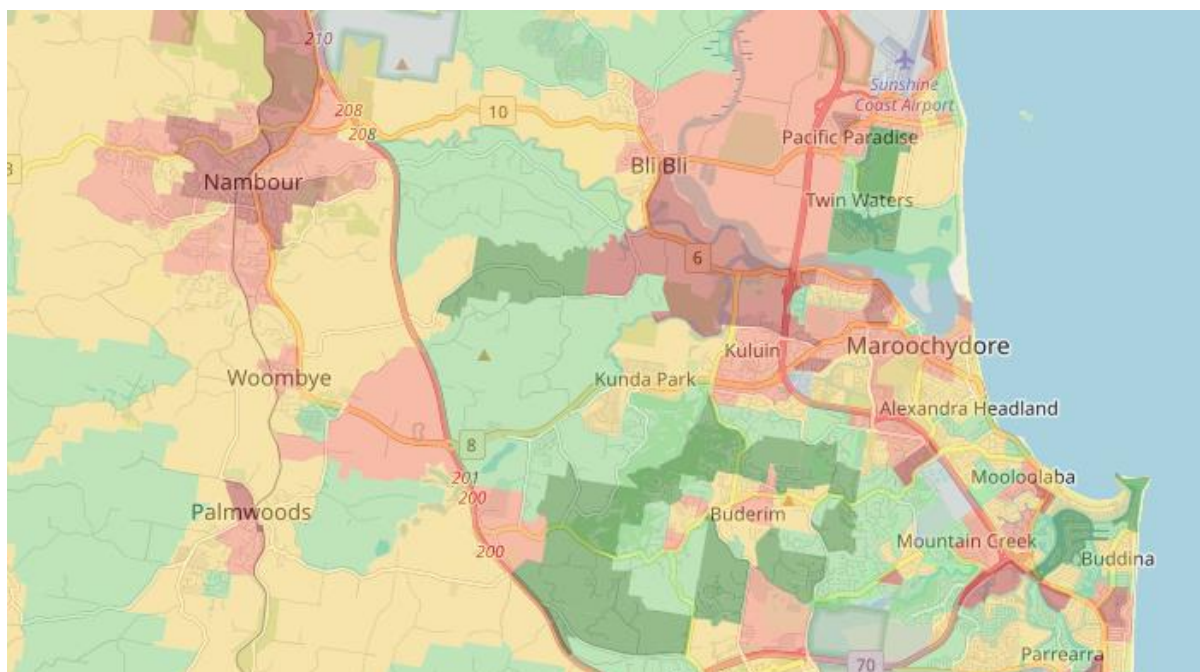 210
208
208
10
Sunshine
Coast Airport
Pacific Paradise
Bli Bli
Nambour
Twin Waters
6
Kuluin
Maroochydore
Woombye
Kunda Park
Alexandra Headland
8
201
200
Mooloolaba
Palmwoods
Buderim
200
Mountain Creek
Buddina
Parrearra
70